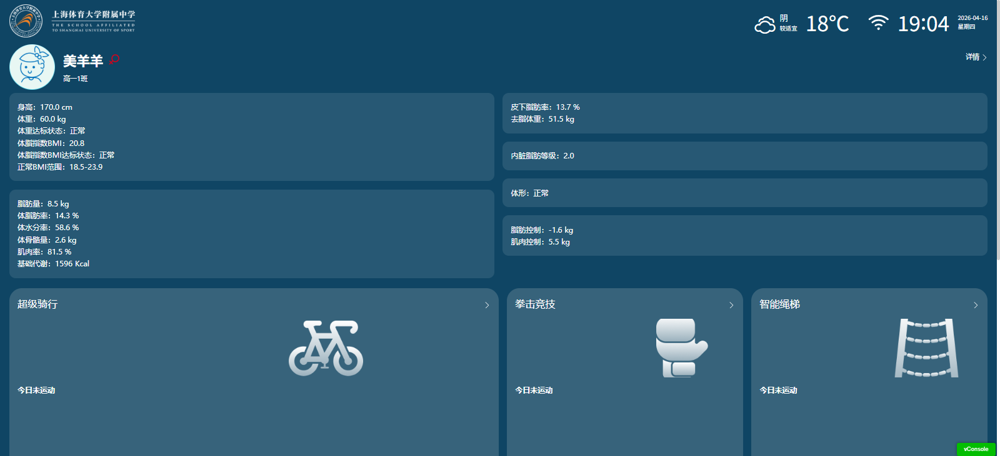 上海体育大学附属中学
THE SCHOOL AFFILIATED
TO SHANGHAI UNIVERSITY OF SPORT
阴
较适宜
18℃
19:04
2026-04-16
星期四
美羊羊
高一1班
详情
身高：170.0 cm
体重：60.0 kg
体重达标状态：正常
体脂指数BMI：20.8
体脂指数BMI达标状态：正常
正常BMI范围：18.5-23.9
脂肪量：8.5 kg
体脂肪率：14.3 %
体水分率：58.6 %
体骨骼量：2.6 kg
肌肉率：81.5 %
基础代谢：1596 Kcal
皮下脂肪率：13.7 %
去脂体重：51.5 kg
内脏脂肪等级：2.0
体形：正常
脂肪控制：-1.6 kg
肌肉控制：5.5 kg
超级骑行
今日未运动
拳击竞技
今日未运动
智能绳梯
今日未运动
vConsole